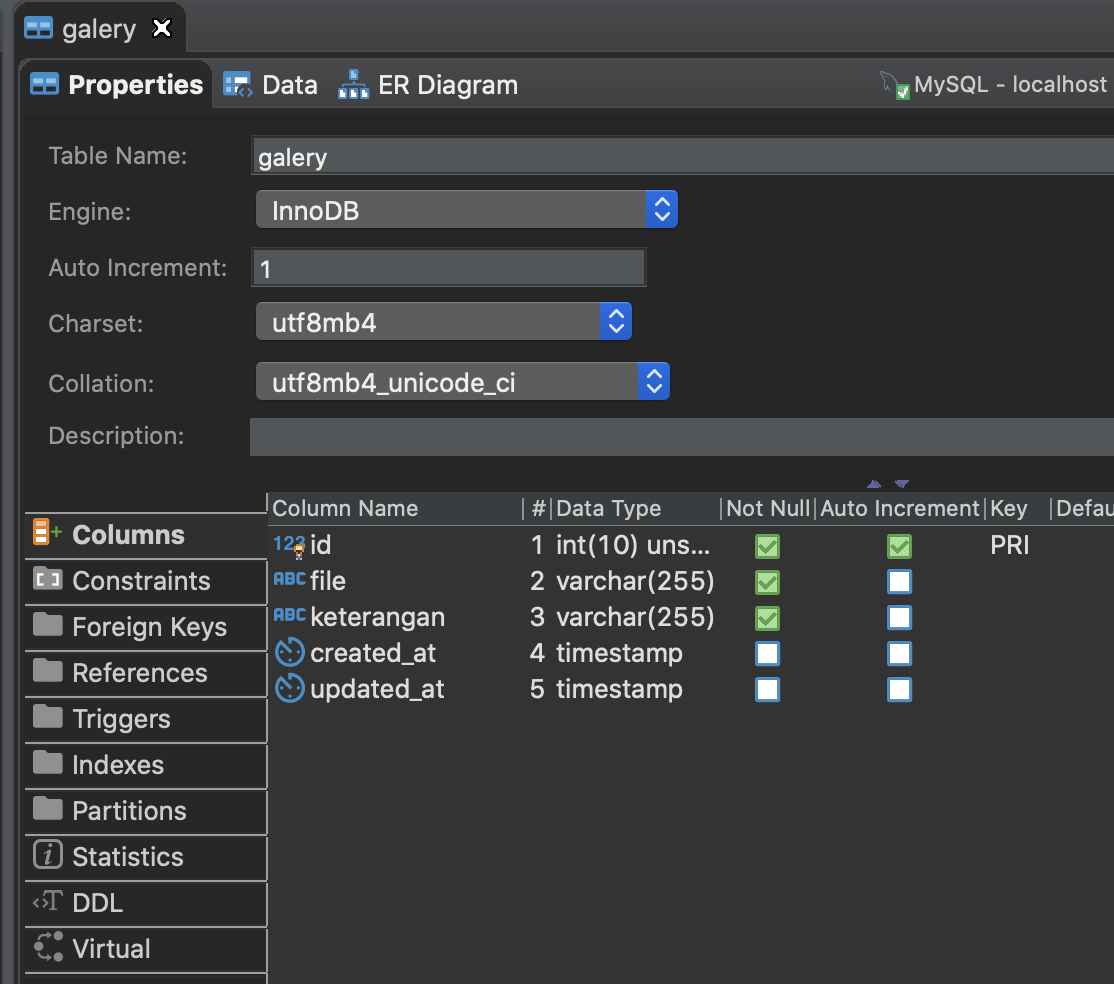 galery
Properties Data ER Diagram MySQL - localhost
Table Name: galery
Engine: InnoDB
Auto Increment: 1
Charset: utf8mb4
Collation: utf8mb4_unicode_ci
Description:
Column Name # Data Type Not Null Auto Increment Key Defau
123 id 1 int(10) uns... PRI
ABC file 2 varchar(255)
ABC keterangan 3 varchar(255)
created_at 4 timestamp
updated_at 5 timestamp
Columns
Constraints
Foreign Keys
References
Triggers
Indexes
Partitions
Statistics
DDL
Virtual